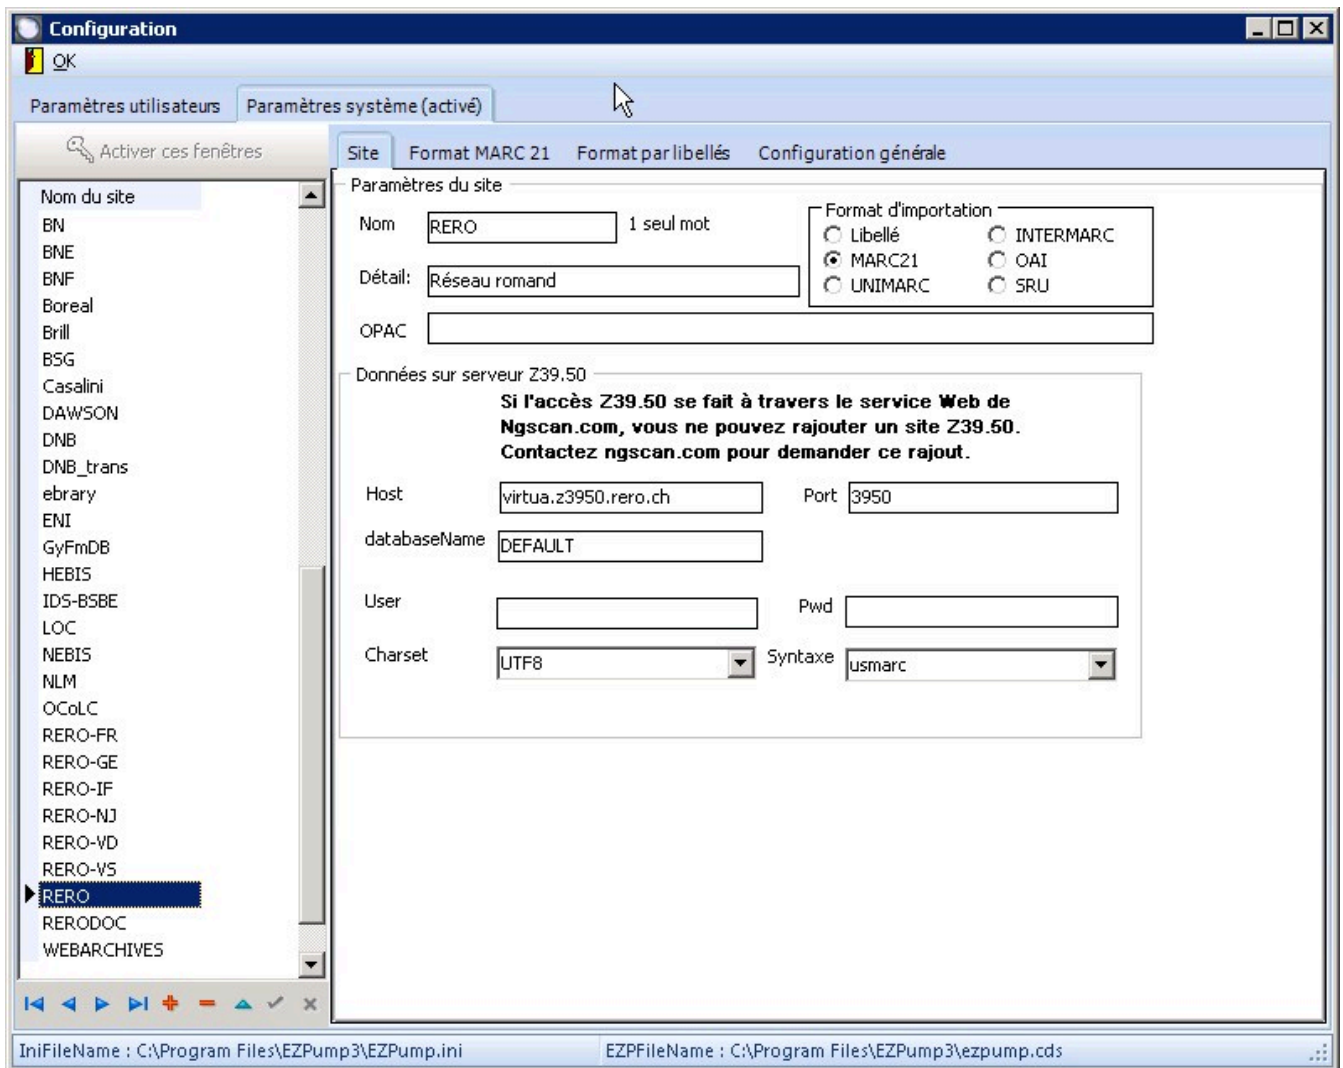 Configuration
OK
Paramètres utilisateurs Paramètres système (activé)
Activer ces fenêtres
Site Format MARC 21 Format par libellés Configuration générale
Nom du site
BN
BNE
BNF
Boreal
Brill
BSG
Casalini
DAWSON
DNB
DNB_trans
ebrary
ENI
GyFmDB
HEBIS
IDS-BSBE
LOC
NEBIS
NLM
OCoLC
RERO-FR
RERO-GE
RERO-IF
RERO-NJ
RERO-VD
RERO-VS
RERO
RERODOC
WEBARCHIVES
Paramètres du site
Nom RERO 1 seul mot
Détail: Réseau romand
Format d'importation
Libellé INTERMARC
MARC21 OAI
UNIMARC SRU
OPAC
Données sur serveur Z39.50
Si l'accès Z39.50 se fait à travers le service Web de
Ngscan.com, vous ne pouvez rajouter un site Z39.50.
Contactez ngscan.com pour demander ce rajout.
Host virtua.z3950.rero.ch Port 3950
databaseName DEFAULT
User Pwd
Charset UTF8 Syntaxe usmarc
IniFileName : C:\Program Files\EZPump3\EZPump.ini EZPFileName : C:\Program Files\EZPump3\ezpump.cds